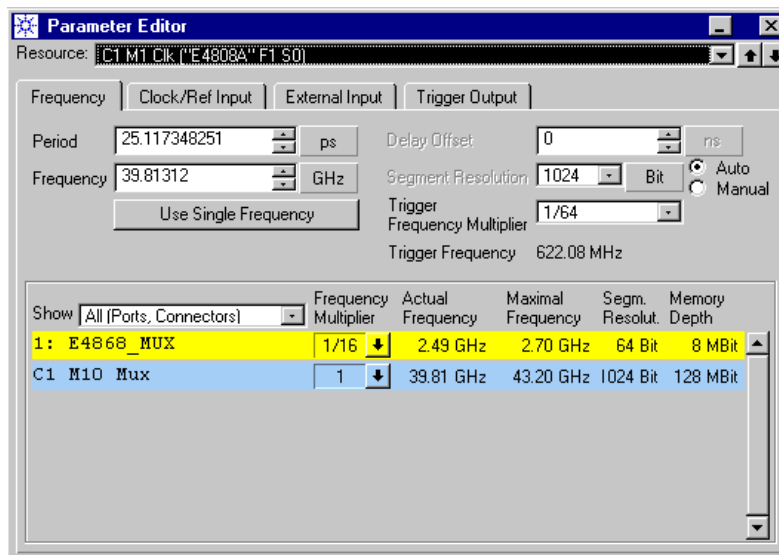 Parameter Editor
Resource: C1 M1 Clk ("E4808A" F1 S0)
Frequency Clock/Ref Input External Input Trigger Output
Period 25.117348251 ps Delay Offset 0 ns
Frequency 39.81312 GHz Segment Resolution 1024 Bit Auto
Manual
Use Single Frequency Trigger
Frequency Multiplier 1/64
Trigger Frequency 622.08 MHz
Show All (Ports, Connectors) Frequency Multiplier Actual Frequency Maximal Frequency Segm. Resolut. Memory Depth
1: E4868_MUX 1/16 2.49 GHz 2.70 GHz 64 Bit 8 MBit
C1 M10 Mux 1 39.81 GHz 43.20 GHz 1024 Bit 128 MBit